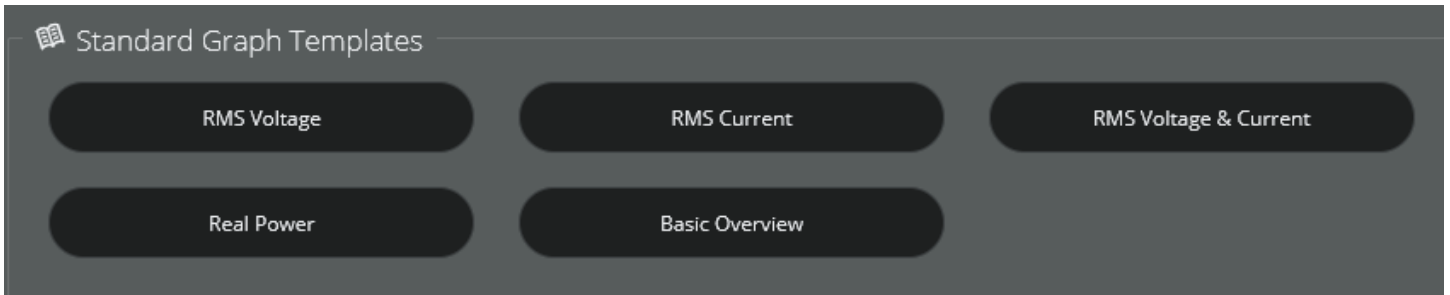 Standard Graph Templates
RMS Voltage
RMS Current
RMS Voltage & Current
Real Power
Basic Overview